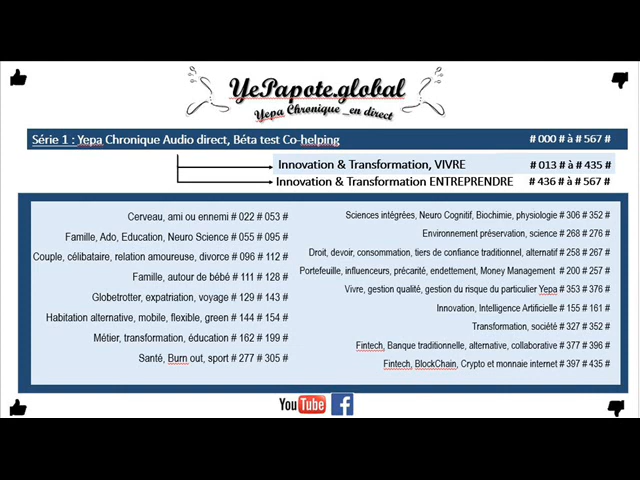 YePapote.global
Yepa Chronique _en direct
Série 1 : Yepa Chronique Audio direct, Béta test Co-helping # 000 # à # 567 #
Innovation & Transformation, VIVRE # 013 # à # 435 #
Innovation & Transformation ENTREPRENDRE # 436 # à # 567 #
Cerveau, ami ou ennemi # 022 # 053 #
Famille, Ado, Education, Neuro Science # 055 # 095 #
Couple, célibataire, relation amoureuse, divorce # 096 # 112 #
Famille, autour de bébé # 111 # 128 #
Globetrotter, expatriation, voyage # 129 # 143 #
Habitation alternative, mobile, flexible, green # 144 # 154 #
Métier, transformation, éducation # 162 # 199 #
Santé, Burn out, sport # 277 # 305 #
Sciences intégrées, Neuro Cognitif, Biochimie, physiologie # 306 # 352 #
Environnement préservation, science # 268 # 276 #
Droit, devoir, consommation, tiers de confiance traditionnel, alternatif # 258 # 267 #
Portefeuille, influenceurs, précarité, endettement, Money Management # 200 # 257 #
Vivre, gestion qualité, gestion du risque du particulier Yepa # 353 # 376 #
Innovation, Intelligence Artificielle # 155 # 161 #
Transformation, société # 327 # 352 #
Fintech, Banque traditionnelle, alternative, collaborative # 377 # 396 #
Fintech, BlockChain, Crypto et monnaie internet # 397 # 435 #
YouTube f